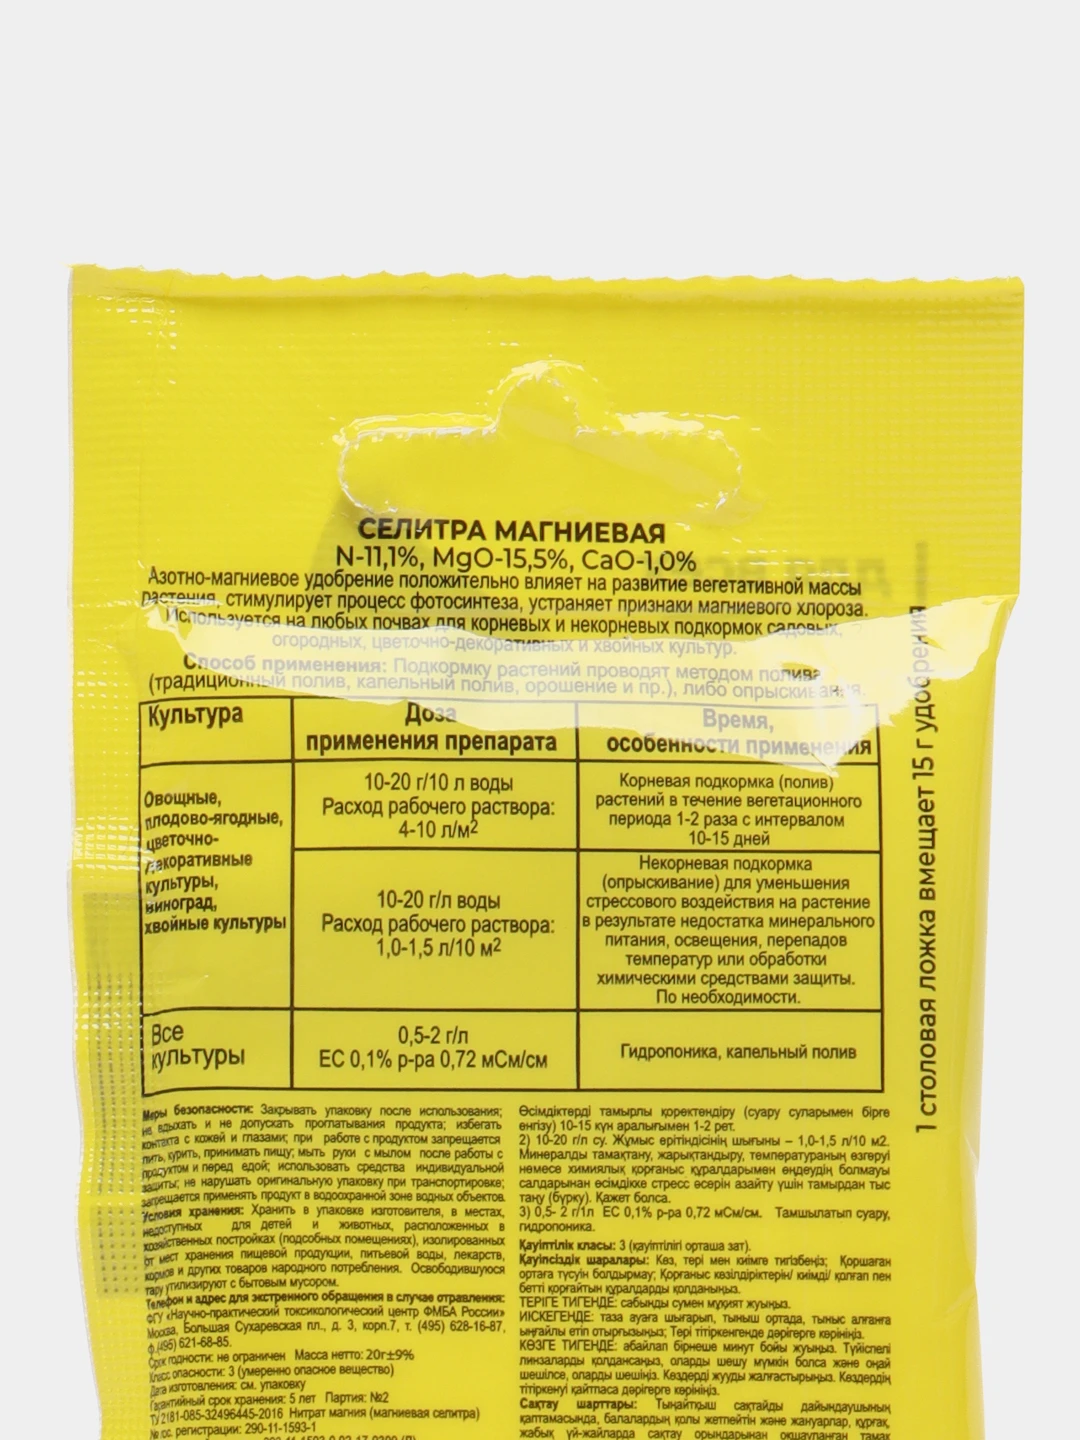 СЕЛИТРА МАГНИЕВАЯ
N-11,1%, MgO-15,5%, CaO-1,0%
Азотно-магниевое удобрение положительно влияет на развитие вегетативной массы
растения, стимулирует процесс фотосинтеза, устраняет признаки магниевого хлороза.
Используется на любых почвах для корневых и некорневых подкормок садовых,
огородных, цветочно-декоративных и хвойных культур.
Способ применения: Подкормку растений проводят методом полива
(традиционный полив, капельный полив, орошение и пр.), либо опрыскивания.
Культура
Доза
применения препарата
Время,
особенности применения
Овощные,
плодово-ягодные,
цветочно-
декоративные
культуры,
виноград,
хвойные культуры
10-20 г/10 л воды
Расход рабочего раствора:
4-10 л/м2
Корневая подкормка (полив)
растений в течение вегетационного
периода 1-2 раза с интервалом
10-15 дней
10-20 г/л воды
Расход рабочего раствора:
1,0-1,5 л/10 м2
Некорневая подкормка
(опрыскивание) для уменьшения
стрессового воздействия на растение
в результате недостатка минерального
питания, освещения, перепадов
температур или обработки
химическими средствами защиты.
По необходимости.
Все
культуры
0,5-2 г/л
ЕС 0,1% р-ра 0,72 мСм/см
Гидропоника, капельный полив
1 столовая ложка вмещает 15 г удобрения
Меры безопасности: Закрывать упаковку после использования;
не вдыхать и не допускать проглатывания продукта; избегать
контакта с кожей и глазами; при работе с продуктом запрещается
пить, курить, принимать пищу; мыть руки с мылом после работы с
продуктом и перед едой; использовать средства индивидуальной
защиты; не нарушать оригинальную упаковку при транспортировке;
запрещается применять продукт в водоохранной зоне водных объектов.
Условия хранения: Хранить в упаковке изготовителя, в местах,
недоступных для детей и животных, расположенных в
хозяйственных постройках (подсобных помещениях), изолированных
от мест хранения пищевой продукции, питьевой воды, лекарств,
кормов и других товаров народного потребления. Освободившуюся
тару утилизируют с бытовым мусором.
Телефон и адрес для экстренного обращения в случае отравления:
ФГУ «Научно-практический токсикологический центр ФМБА России»
Москва, Большая Сухаревская пл., д. 3, корп.7, т. (495) 628-16-87,
ф.(495) 621-68-85.
Срок годности: не ограничен Масса нетто: 20г±9%
Класс опасности: 3 (умеренно опасное вещество)
Дата изготовления: см. упаковку
Гарантийный срок хранения: 5 лет Партия: №2
ТУ 2181-085-32496445-2016 Нитрат магния (магниевая селитра)
№ гос. регистрации: 290-11-1593-1
Өсімдіктерді тамырлы қоректендіру (суару суларымен бірге
енгізу) 10-15 күн аралығымен 1-2 рет.
2) 10-20 г/л су. Жұмыс ерітіндісінің шығыны – 1,0-1,5 л/10 м2.
Минералды тамақтану, жарықтандыру, температураның өзгеруі
немесе химиялық қорғаныс құралдарымен өңдеудің болмауы
салдарынан өсімдікке стресс әсерін азайту үшін тамырдан тыс
тану (бүрку). Қажет болса.
3) 0,5- 2 г/1л ЕС 0,1% р-ра 0,72 мСм/см. Тамшылатып суару,
гидропоника.
Қауіптілік класы: 3 (қауіптілігі орташа зат).
Қауіпсіздік шаралары: Көз, тері мен киімге тигізбеңіз; Қоршаған
ортаға түсуін болдырмау; Қорғаныс көзілдіріктерін/ киімді/ қолғап пен
бетті қорғайтын құралдарды қолданыңыз.
ТЕРІГЕ ТИГЕНДЕ: сабынды сумен мұқият жуыңыз.
ИІСКЕГЕНДЕ: таза ауаға шығарып, тыныш ортада, тыныс алғанға
ыңғайлы етіп отырғызыңыз; Тері тітіркенгенде дәрігерге көрініңіз.
КӨЗГЕ ТИГЕНДЕ: абайлап бірнеше минут бойы жуыңыз. Түйіспелі
линзаларды қолдансаңыз, оларды шешу мүмкін болса және оңай
шешілсе, оларды шешіңіз. Көздерді жууды жалғастырыңыз. Көздердің
тітіркенуі қайтпаса дәрігерге көрініңіз.
Сақтау шарттары: Тыңайтқыш сақтайды дайындаушының
қаптамасында, балалардың қолы жетпейтін және жануарлар, құрғақ,
жабық үй-жайларда сақтау орындарынан оқшауланған тамақ